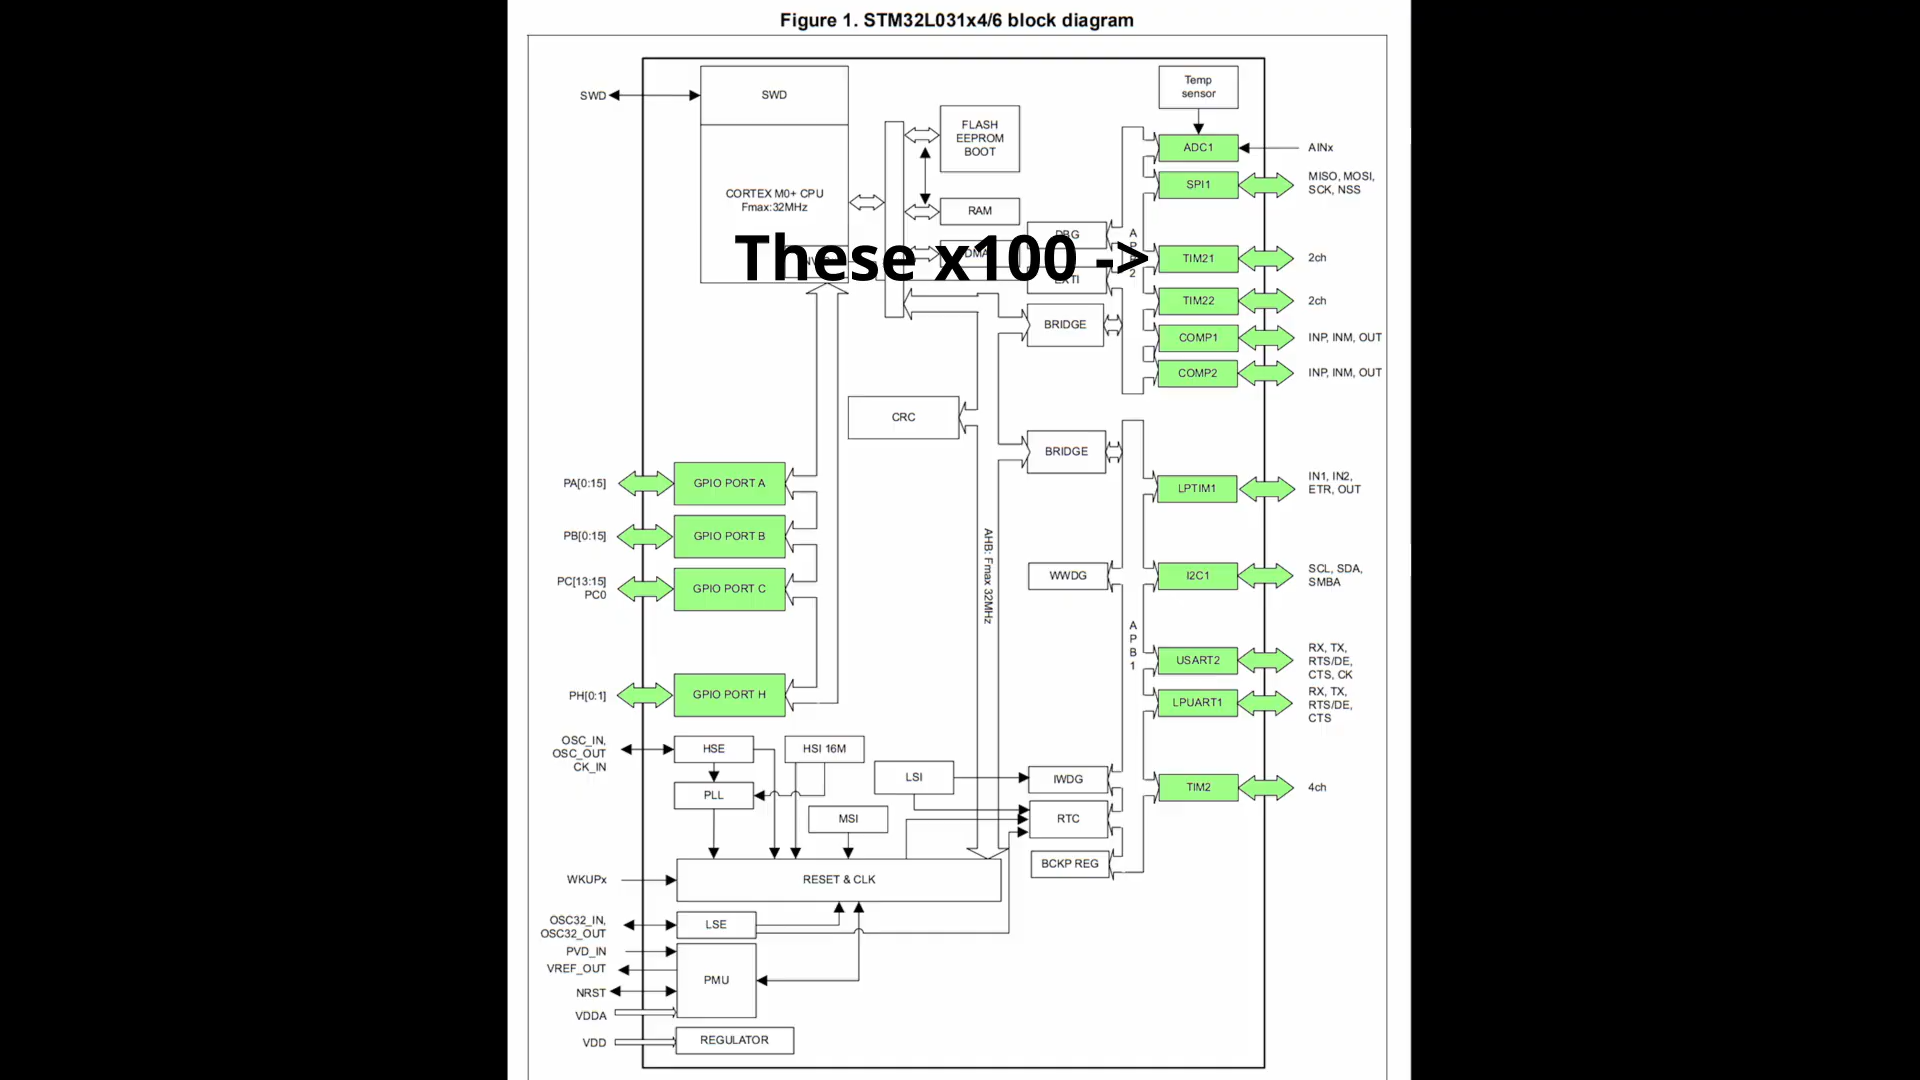 Figure 1. STM32L031x4/6 block diagram
SWD
SWD
Temp
sensor
FLASH
EEPROM
BOOT
ADC1
AINx
SPI1
MISO, MOSI,
SCK, NSS
CORTEX M0+ CPU
Fmax:32MHz
RAM
DBG
These x100 ->
DMA
EXTI
TIM21
2ch
TIM22
2ch
BRIDGE
COMP1
INP, INM, OUT
COMP2
INP, INM, OUT
CRC
BRIDGE
PA[0:15]
GPIO PORT A
LPTIM1
IN1, IN2,
ETR, OUT
PB[0:15]
GPIO PORT B
AHB: Fmax 32MHz
PC[13:15]
PC0
GPIO PORT C
WWDG
I2C1
SCL, SDA,
SMBA
A
P
B
1
USART2
RX, TX,
RTS/DE,
CTS, CK
PH[0:1]
GPIO PORT H
LPUART1
RX, TX,
RTS/DE,
CTS
OSC_IN,
OSC_OUT
CK_IN
HSE
HSI 16M
LSI
IWDG
TIM2
4ch
PLL
MSI
RTC
BCKP REG
WKUPx
RESET & CLK
OSC32_IN,
OSC32_OUT
LSE
PVD_IN
VREF_OUT
PMU
NRST
VDDA
VDD
REGULATOR